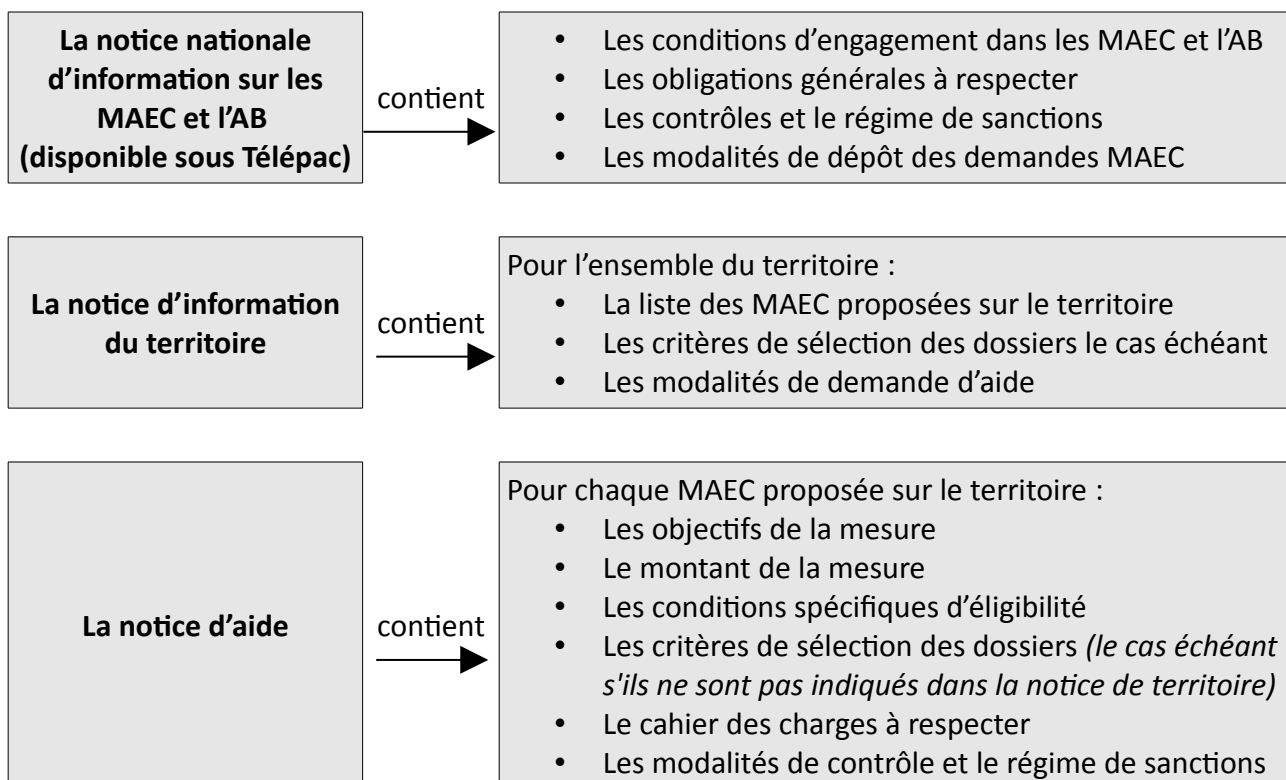 La notice nationale
d’information sur les
MAEC et l’AB
(disponible sous Télépac)
contient
• Les conditions d’engagement dans les MAEC et l’AB
• Les obligations générales à respecter
• Les contrôles et le régime de sanctions
• Les modalités de dépôt des demandes MAEC
La notice d’information
du territoire
contient
Pour l’ensemble du territoire :
• La liste des MAEC proposées sur le territoire
• Les critères de sélection des dossiers le cas échéant
• Les modalités de demande d’aide
La notice d’aide
contient
Pour chaque MAEC proposée sur le territoire :
• Les objectifs de la mesure
• Le montant de la mesure
• Les conditions spécifiques d’éligibilité
• Les critères de sélection des dossiers (le cas échéant
s'ils ne sont pas indiqués dans la notice de territoire)
• Le cahier des charges à respecter
• Les modalités de contrôle et le régime de sanctions